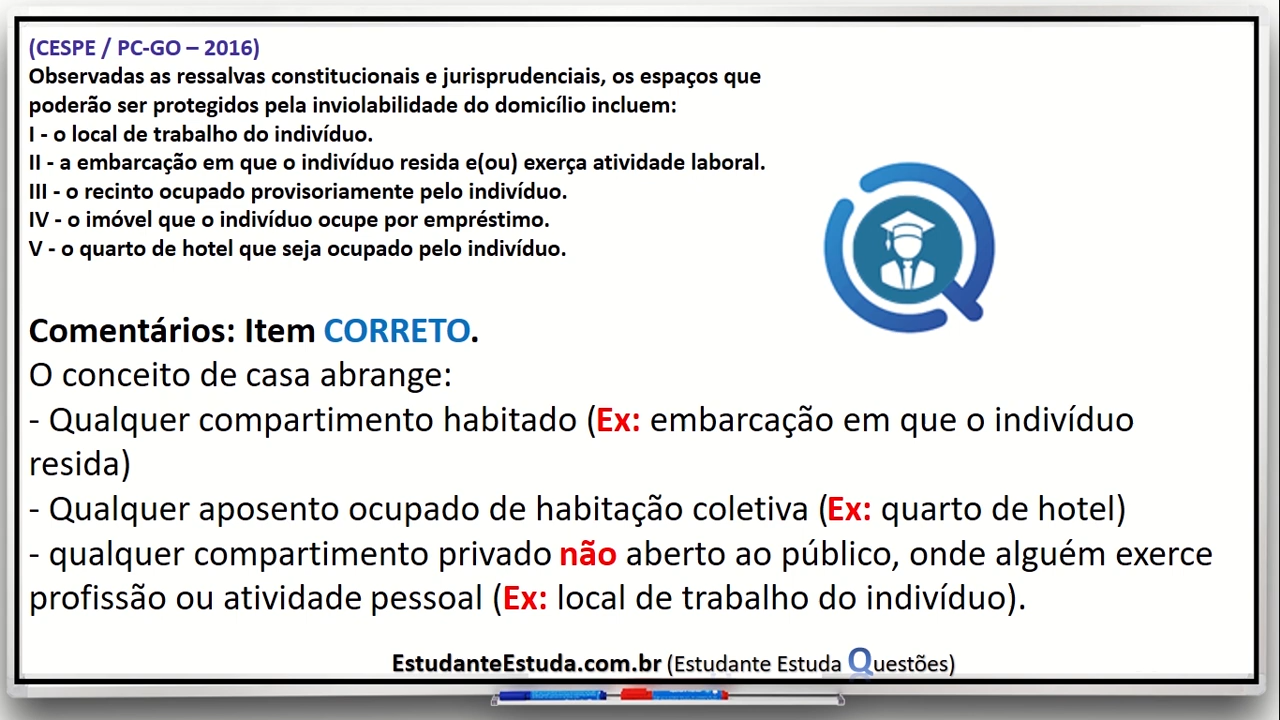 (CESPE / PC-GO – 2016)
Observadas as ressalvas constitucionais e jurisprudenciais, os espaços que
poderão ser protegidos pela inviolabilidade do domicílio incluem:
I - o local de trabalho do indivíduo.
II - a embarcação em que o indivíduo resida e(ou) exerça atividade laboral.
III - o recinto ocupado provisoriamente pelo indivíduo.
IV - o imóvel que o indivíduo ocupe por empréstimo.
V - o quarto de hotel que seja ocupado pelo indivíduo.
Comentários: Item CORRETO.
O conceito de casa abrange:
- Qualquer compartimento habitado (Ex: embarcação em que o indivíduo
resida)
- Qualquer aposento ocupado de habitação coletiva (Ex: quarto de hotel)
- qualquer compartimento privado não aberto ao público, onde alguém exerce
profissão ou atividade pessoal (Ex: local de trabalho do indivíduo).
EstudanteEstuda.com.br (Estudante Estuda Questões)